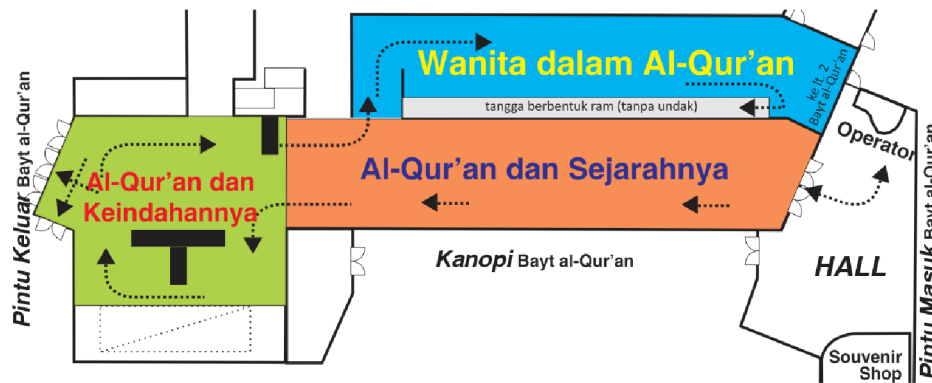 Pintu Keluar Bayt al-Qur'an
Wanita dalam Al-Qur'an
tangga berbentuk ram (tanpa undak)
ke lt. 2
Bayt al-Qur'an
Operator
Al-Qur'an dan
Keindahannya
Al-Qur'an dan Sejarahnya
Kanopi Bayt al-Qur'an
HALL
Pintu Masuk Bayt al-Qur'an
Souvenir
Shop